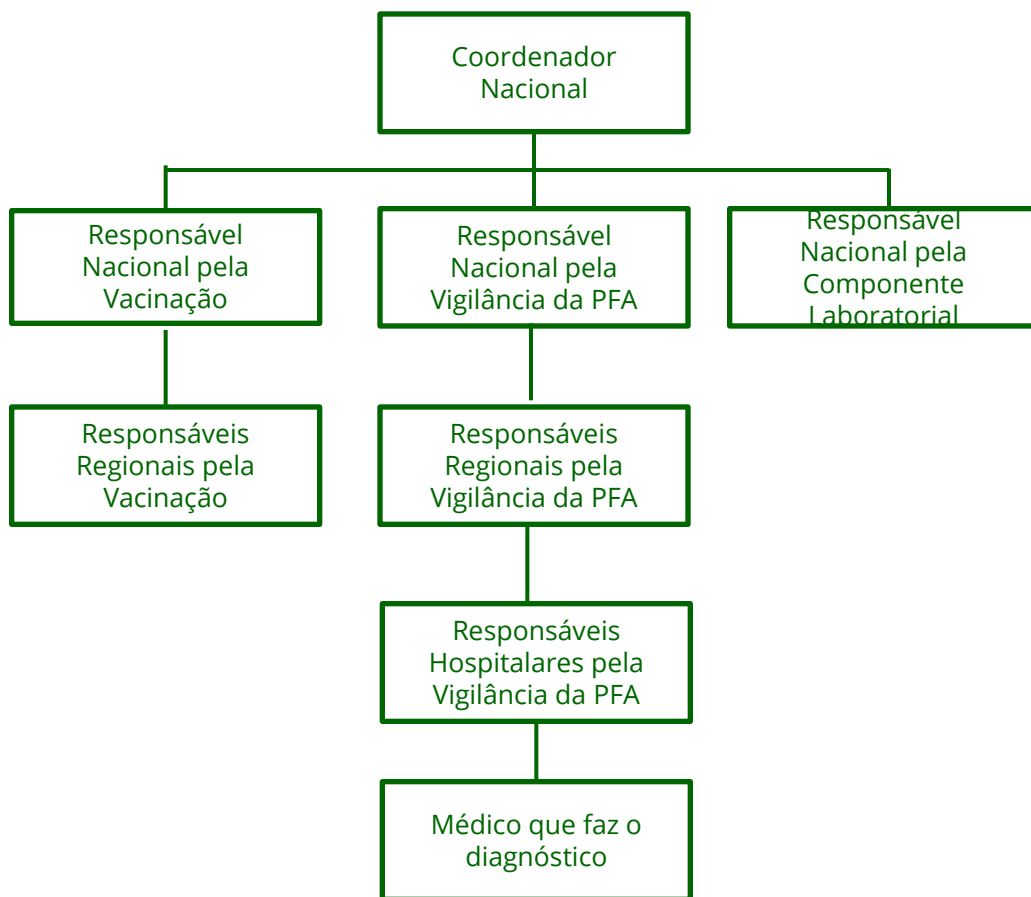 Coordenador
Nacional
Responsável
Nacional pela
Vacinação
Responsável
Nacional pela
Vigilância da PFA
Responsável
Nacional pela
Componente
Laboratorial
Responsáveis
Regionais pela
Vacinação
Responsáveis
Regionais pela
Vigilância da PFA
Responsáveis
Hospitalares pela
Vigilância da PFA
Médico que faz o
diagnóstico